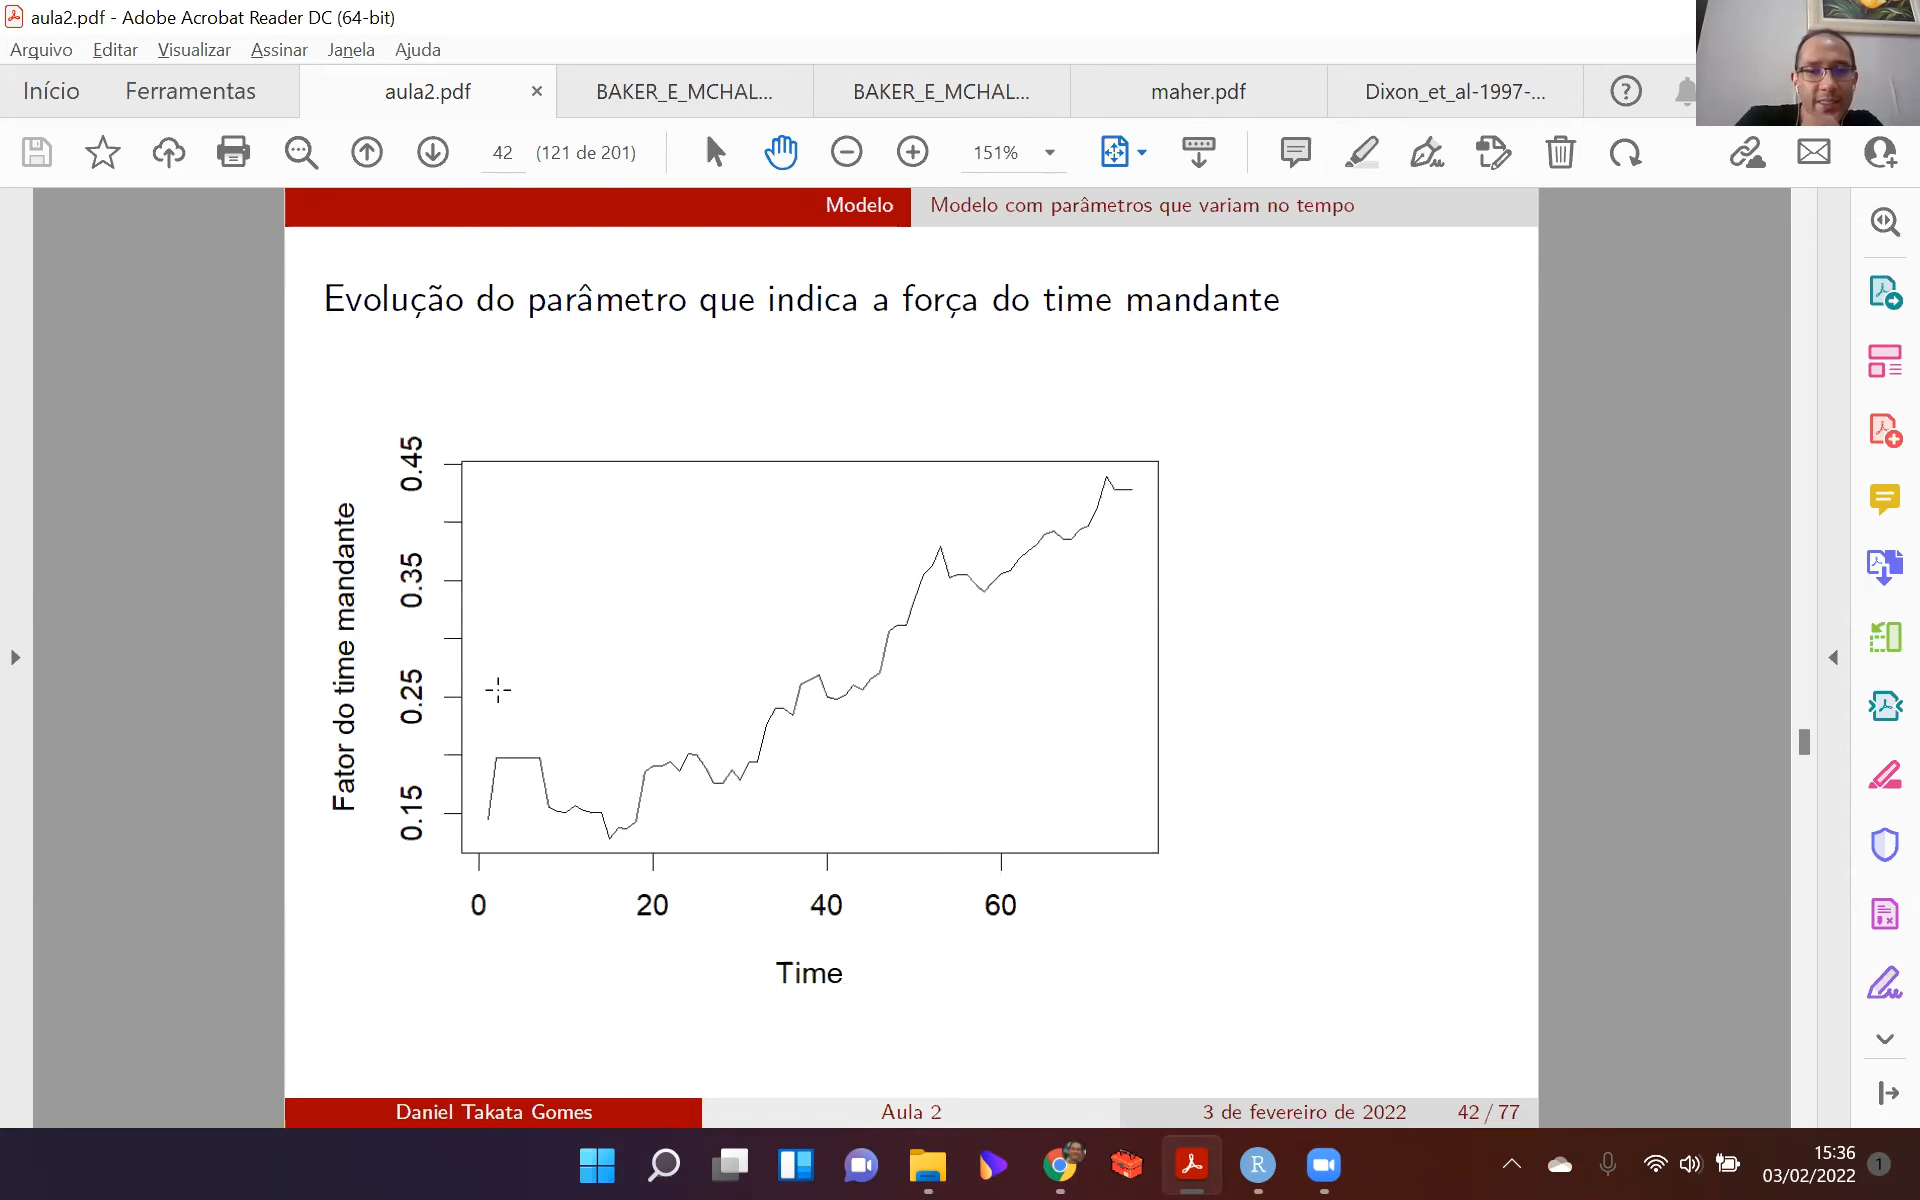 aula2.pdf - Adobe Acrobat Reader DC (64-bit)
Arquivo Editar Visualizar Assinar Janela Ajuda
Início Ferramentas aula2.pdf × BAKER_E_MCHAL... BAKER_E_MCHAL... maher.pdf Dixon_et_al-1997-... ?
42 (121 de 201) 151%
Modelo Modelo com parâmetros que variam no tempo
Evolução do parâmetro que indica a força do time mandante
Fator do time mandante
0.45
0.35
0.25
0.15
0 20 40 60
Time
Daniel Takata Gomes Aula 2 3 de fevereiro de 2022 42 / 77
R
15:36
03/02/2022
1